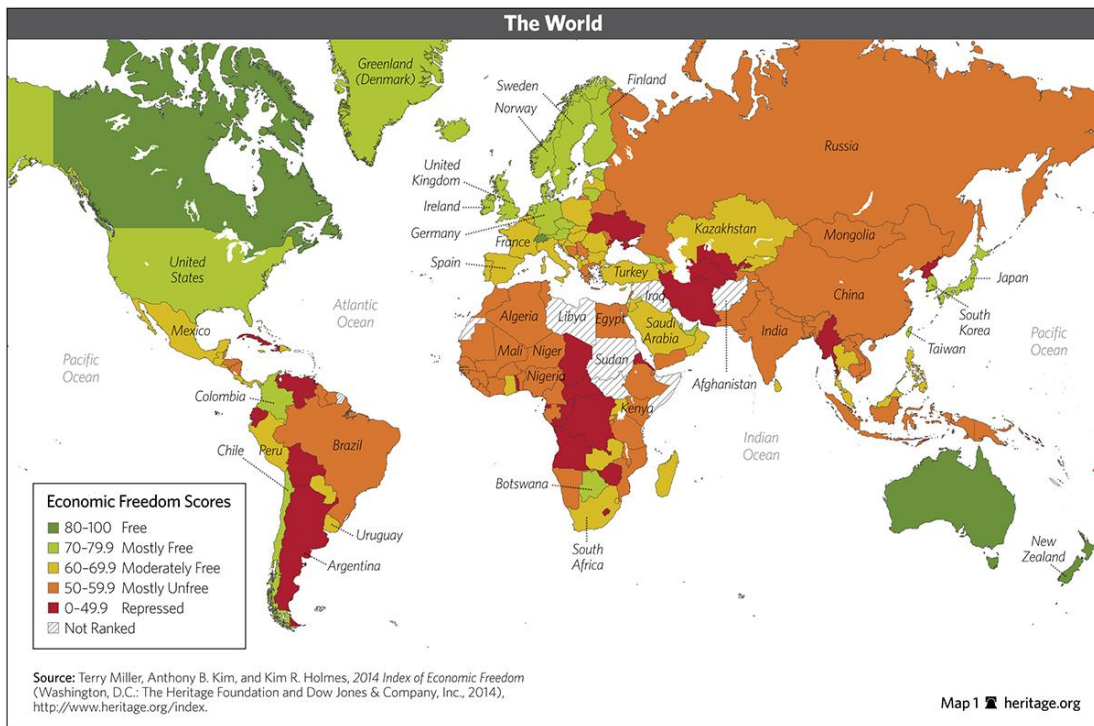 The World
Greenland
(Denmark)
Sweden
Norway
Finland
United
Kingdom
Ireland
Germany
France
Spain
Russia
Kazakhstan
Mongolia
Turkey
China
Japan
South
Korea
Taiwan
United
States
Atlantic
Ocean
Mexico
Pacific
Ocean
Algeria
Libya
Egypt
Iraq
Saudi
Arabia
India
Pacific
Ocean
Mali
Niger
Sudan
Nigeria
Afghanistan
Kenya
Colombia
Indian
Ocean
Brazil
Peru
Chile
Botswana
Uruguay
Argentina
South
Africa
New
Zealand
Economic Freedom Scores
80–100 Free
70–79.9 Mostly Free
60–69.9 Moderately Free
50–59.9 Mostly Unfree
0–49.9 Repressed
Not Ranked
Source: Terry Miller, Anthony B. Kim, and Kim R. Holmes, 2014 Index of Economic Freedom
(Washington, D.C.: The Heritage Foundation and Dow Jones & Company, Inc., 2014),
http://www.heritage.org/index.
Map 1 heritage.org